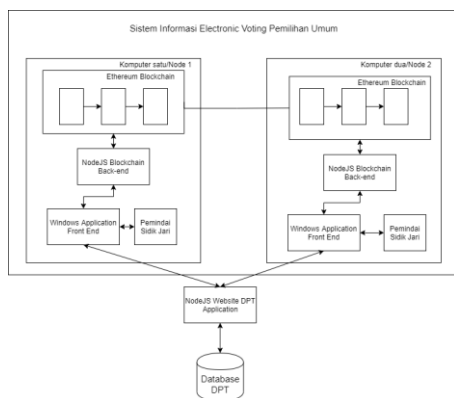 Sistem Informasi Electronic Voting Pemilihan Umum
Komputer satu/Node 1
Ethereum Blockchain
NodeJS Blockchain
Back-end
Windows Application
Front End
Pemindai
Sidik Jari
Komputer dua/Node 2
Ethereum Blockchain
NodeJS Blockchain
Back-end
Windows Application
Front End
Pemindai
Sidik Jari
NodeJS Website DPT
Application
Database
DPT